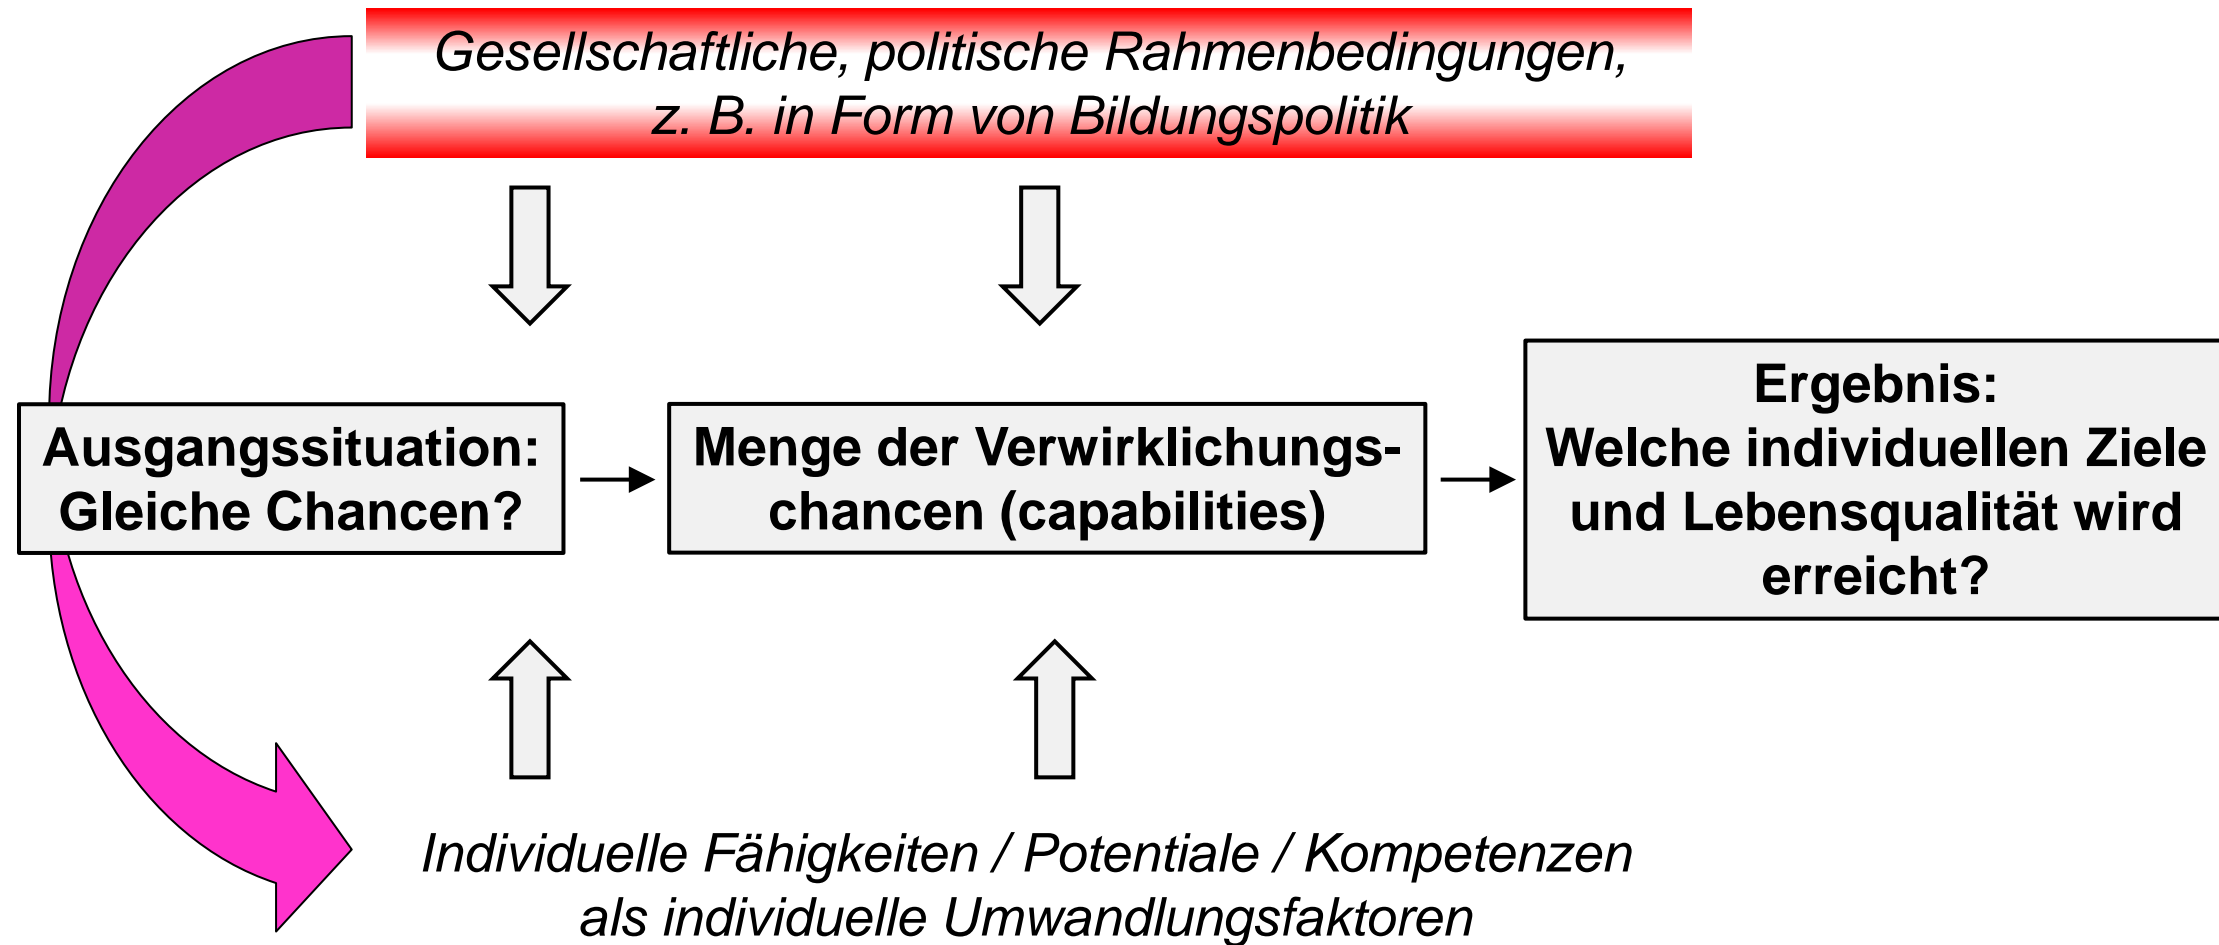 Gesellschaftliche, politische Rahmenbedingungen,
z. B. in Form von Bildungspolitik
Ausgangssituation:
Gleiche Chancen?
Menge der Verwirklichungs-
chancen (capabilities)
Ergebnis:
Welche individuellen Ziele
und Lebensqualität wird
erreicht?
Individuelle Fähigkeiten / Potentiale / Kompetenzen
als individuelle Umwandlungsfaktoren